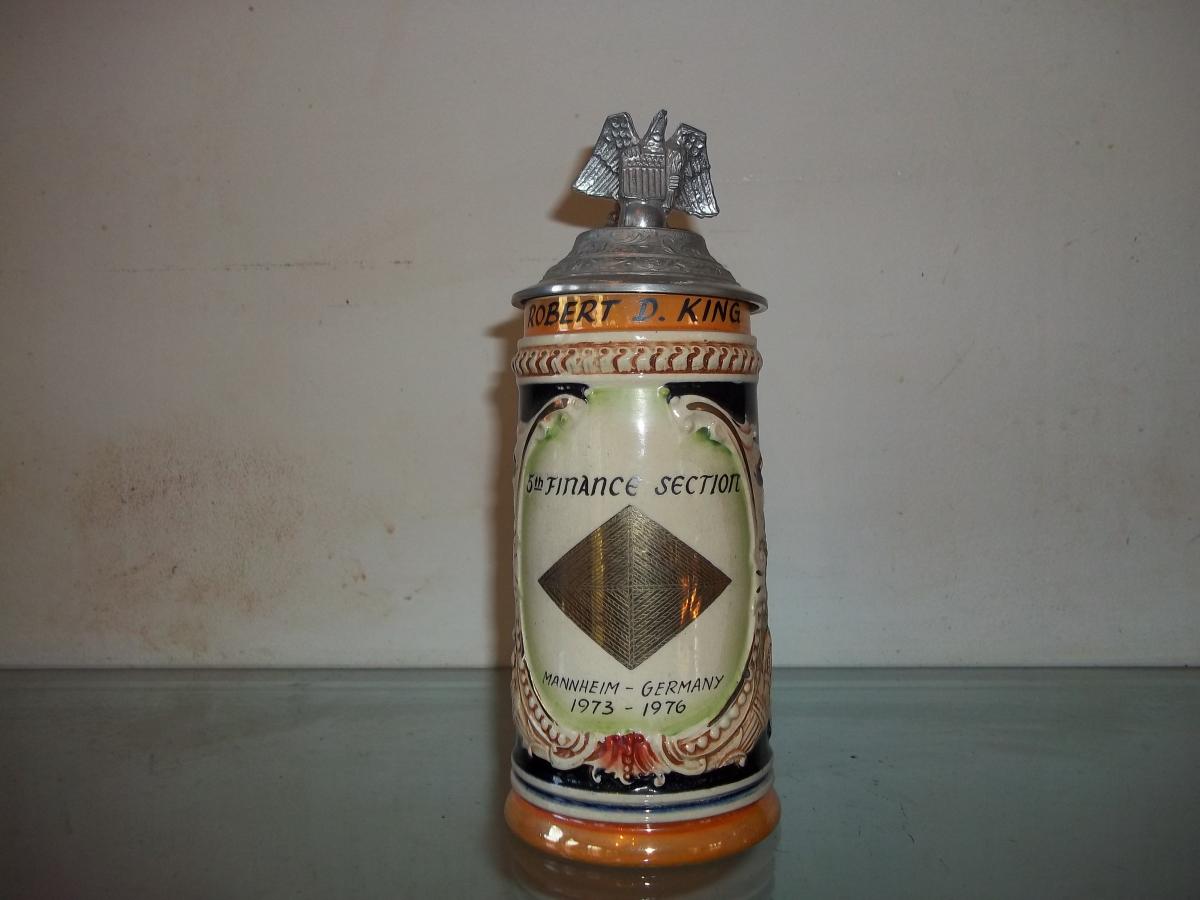 ROBERT D. KING
5th FINANCE SECTION
MANNHEIM - GERMANY
1973 - 1976